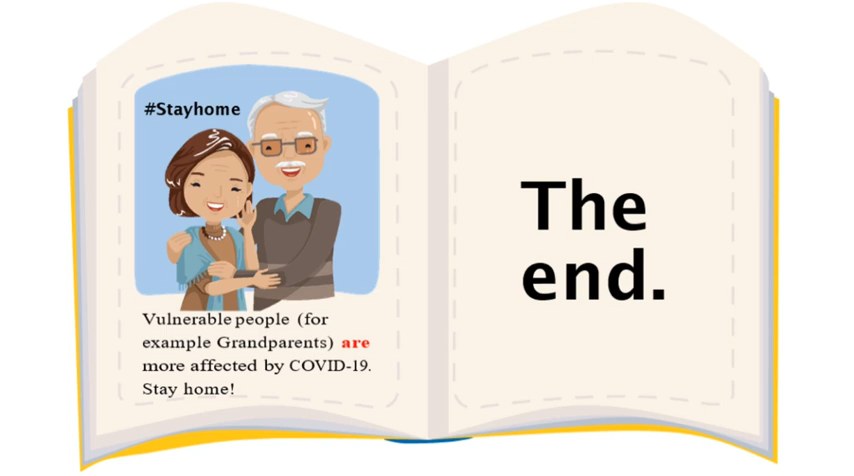 #Stayhome
Vulnerable people (for
example Grandparents) are
more affected by COVID-19.
Stay home!
The
end.